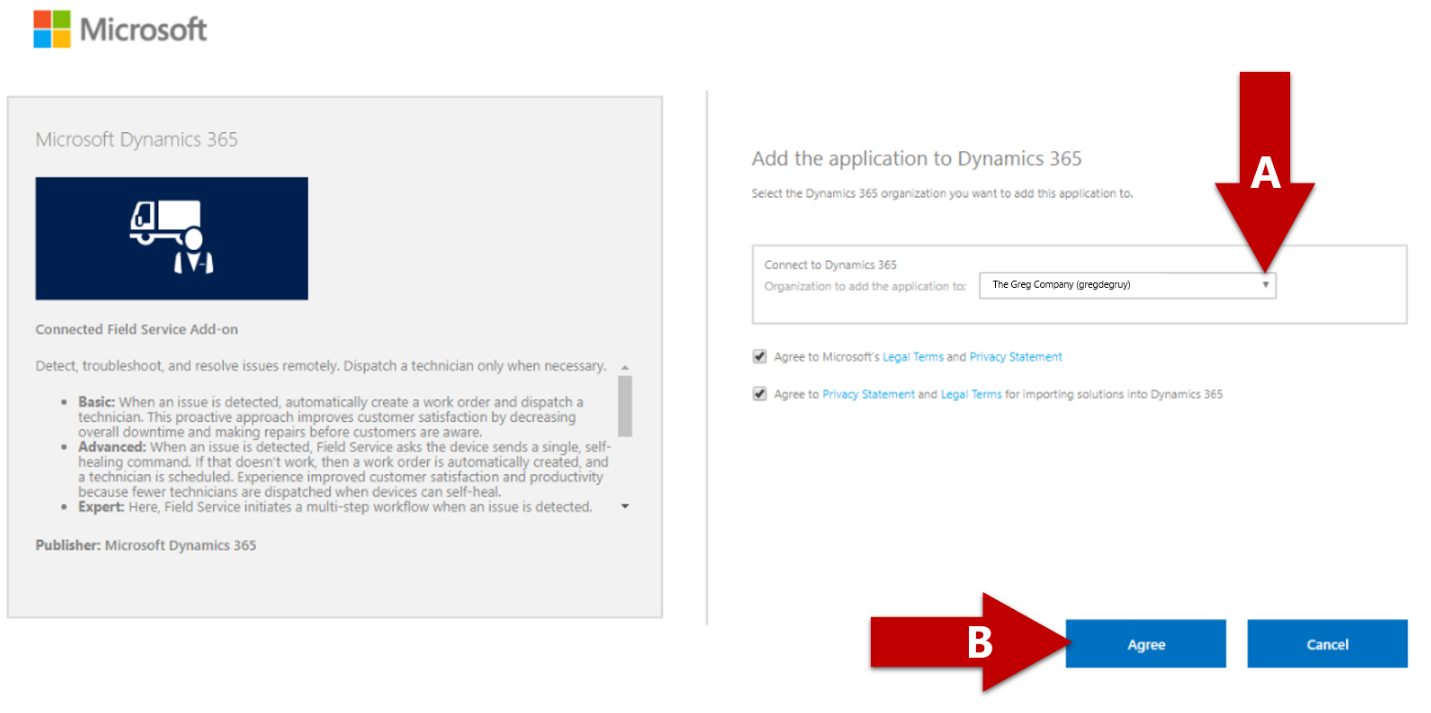 Microsoft
Microsoft Dynamics 365
Connected Field Service Add-on
Detect, troubleshoot, and resolve issues remotely. Dispatch a technician only when necessary.
• Basic: When an issue is detected, automatically create a work order and dispatch a
technician. This proactive approach improves customer satisfaction by decreasing
overall downtime and making repairs before customers are aware.
• Advanced: When an issue is detected, Field Service asks the device sends a single, self-
healing command. If that doesn't work, then a work order is automatically created, and
a technician is scheduled. Experience improved customer satisfaction and productivity
because fewer technicians are dispatched when devices can self-heal.
• Expert: Here, Field Service initiates a multi-step workflow when an issue is detected.
Publisher: Microsoft Dynamics 365
Add the application to Dynamics 365
Select the Dynamics 365 organization you want to add this application to.
A
Connect to Dynamics 365
Organization to add the application to: The Greg Company (gregdegruy)
Agree to Microsoft's Legal Terms and Privacy Statement
Agree to Privacy Statement and Legal Terms for importing solutions into Dynamics 365
B
Agree
Cancel